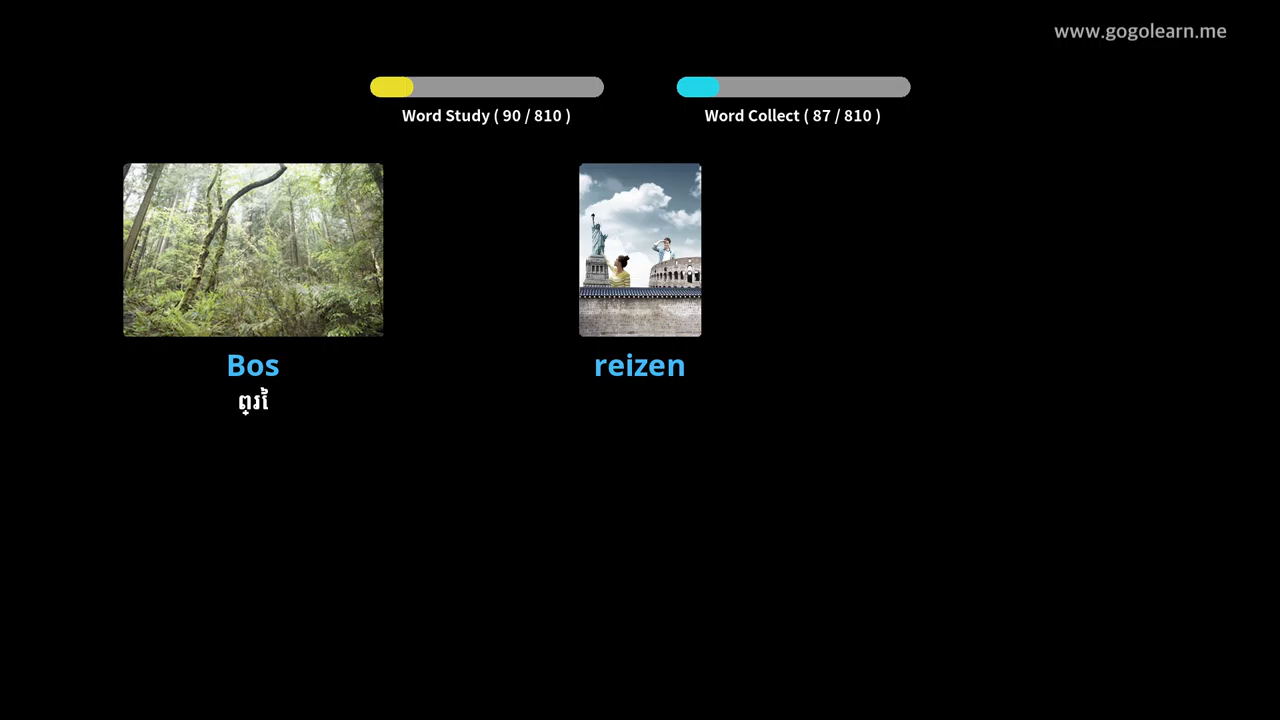 www.gogolearn.me
Word Study ( 90 / 810 )
Word Collect ( 87 / 810 )
Bos
reizen
ព្រៃ